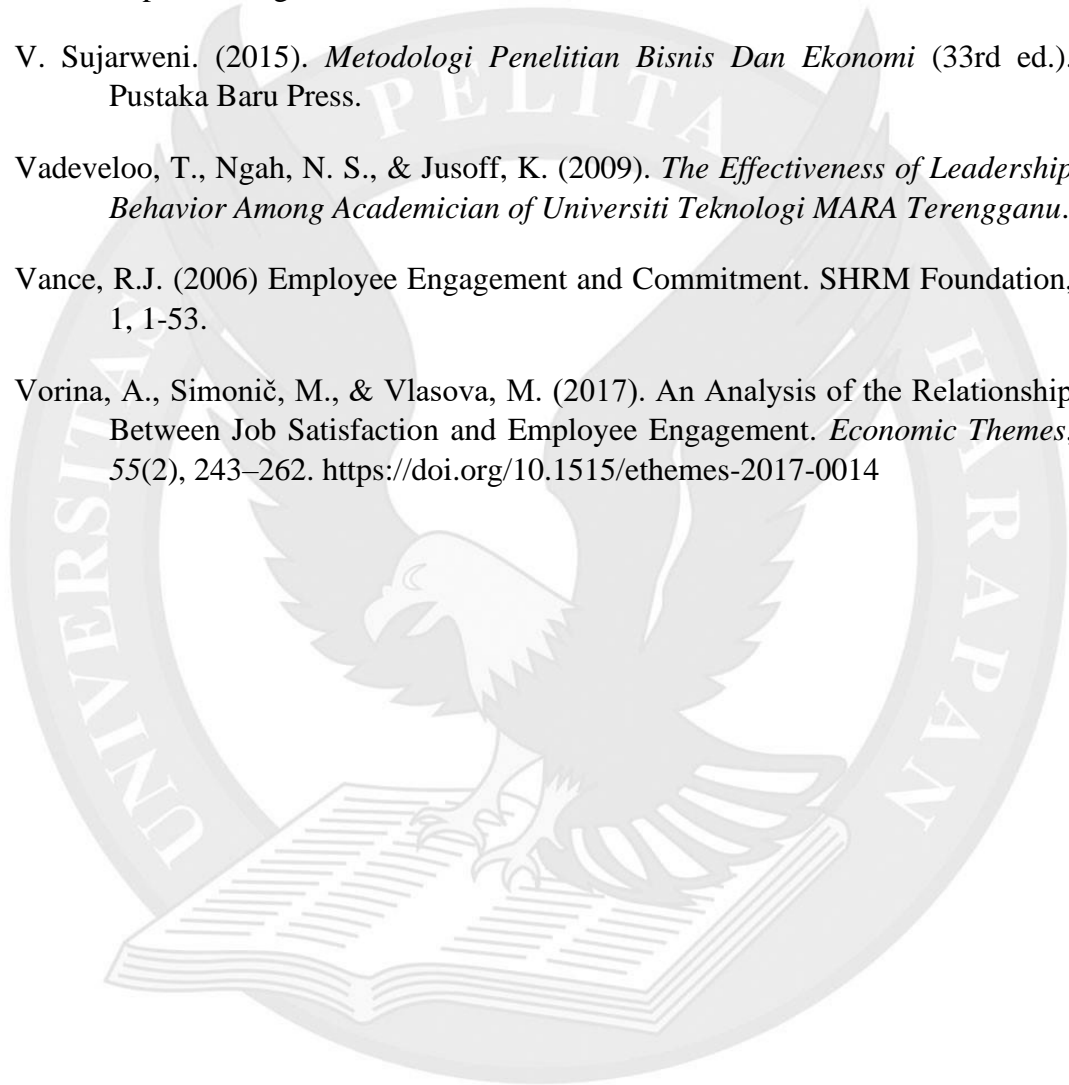 V. Sujarweni. (2015). Metodologi Penelitian Bisnis Dan Ekonomi (33rd ed.).
Pustaka Baru Press.
Vadeveloo, T., Ngah, N. S., & Jusoff, K. (2009). The Effectiveness of Leadership
Behavior Among Academician of Universiti Teknologi MARA Terengganu.
Vance, R.J. (2006) Employee Engagement and Commitment. SHRM Foundation,
1, 1-53.
Vorina, A., Simonič, M., & Vlasova, M. (2017). An Analysis of the Relationship
Between Job Satisfaction and Employee Engagement. Economic Themes,
55(2), 243–262. https://doi.org/10.1515/ethemes-2017-0014
UNIVERSITAS PELITA HARAPAN